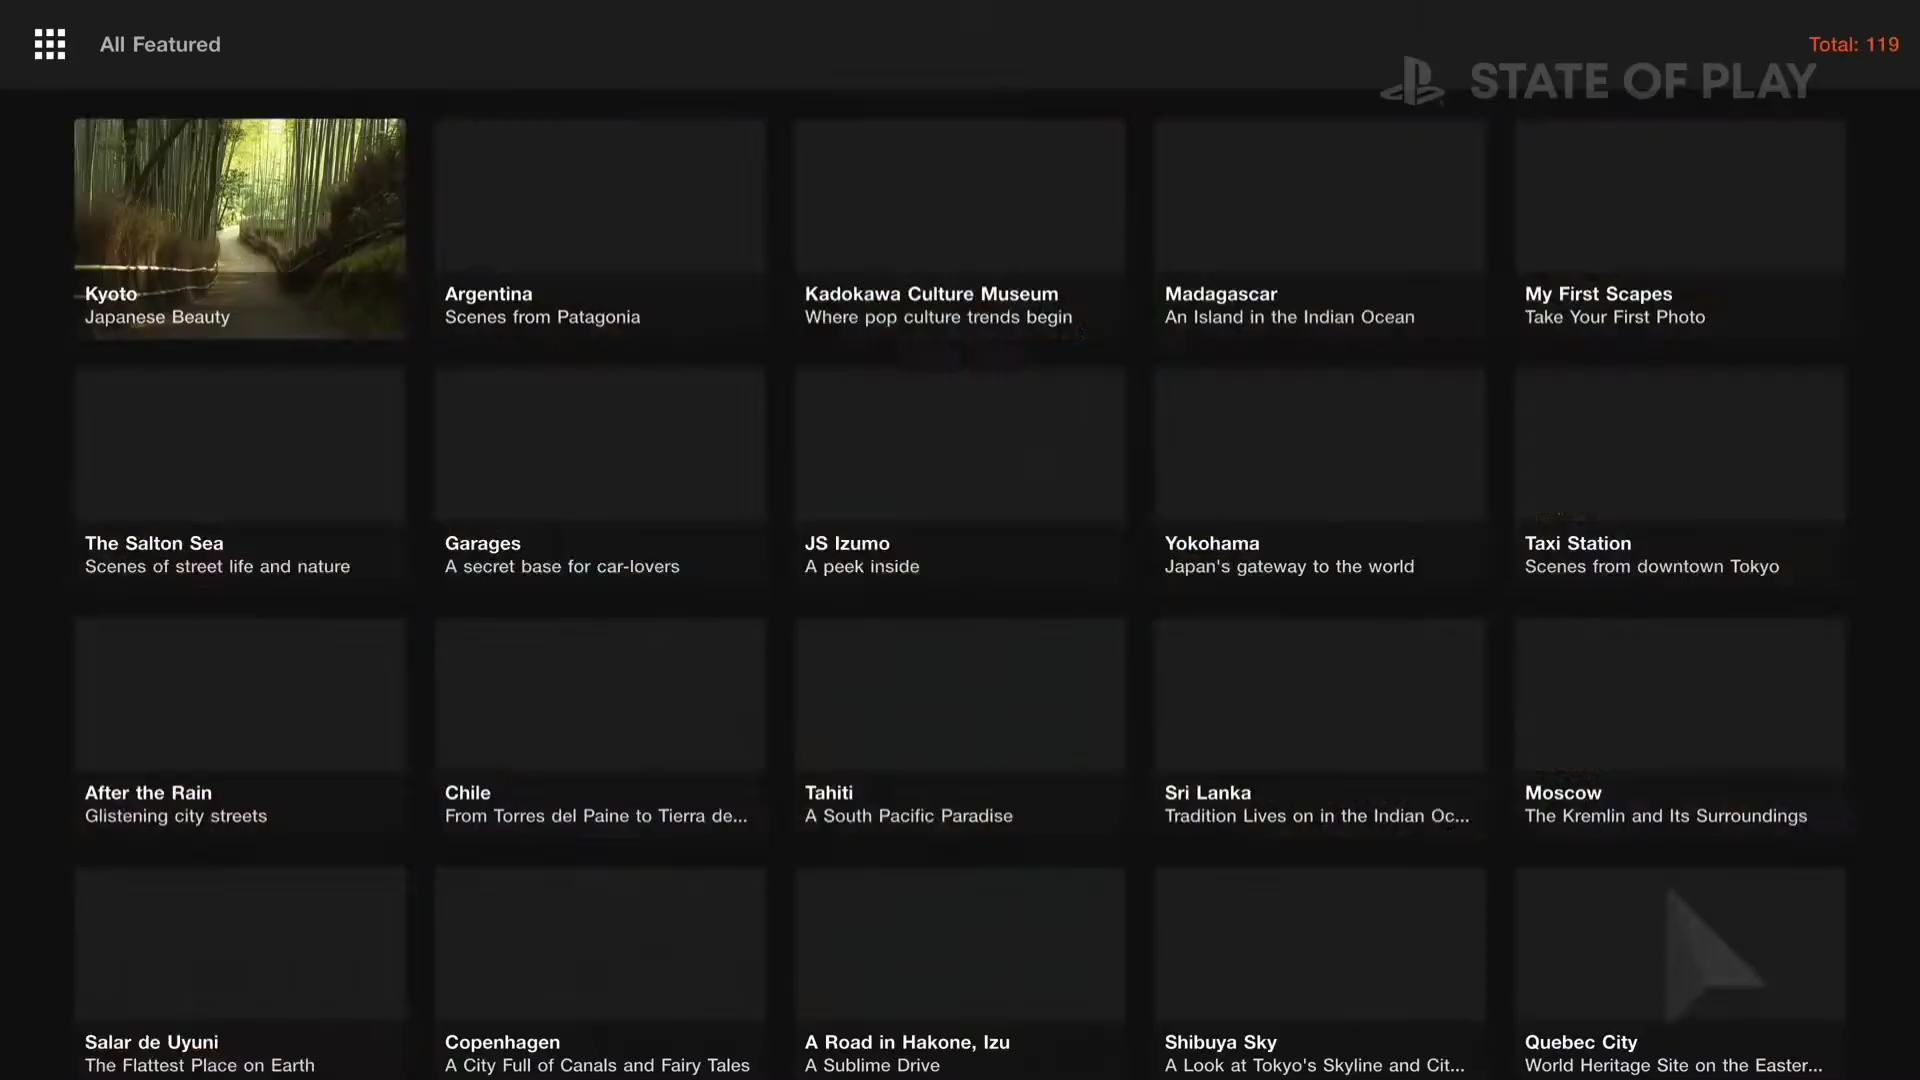 All Featured
Total: 119
STATE OF PLAY
Kyoto
Japanese Beauty
Argentina
Scenes from Patagonia
Kadokawa Culture Museum
Where pop culture trends begin
Madagascar
An Island in the Indian Ocean
My First Scapes
Take Your First Photo
The Salton Sea
Scenes of street life and nature
Garages
A secret base for car-lovers
JS Izumo
A peek inside
Yokohama
Japan's gateway to the world
Taxi Station
Scenes from downtown Tokyo
After the Rain
Glistening city streets
Chile
From Torres del Paine to Tierra de...
Tahiti
A South Pacific Paradise
Sri Lanka
Tradition Lives on in the Indian Oc...
Moscow
The Kremlin and Its Surroundings
Salar de Uyuni
The Flattest Place on Earth
Copenhagen
A City Full of Canals and Fairy Tales
A Road in Hakone, Izu
A Sublime Drive
Shibuya Sky
A Look at Tokyo's Skyline and Cit...
Quebec City
World Heritage Site on the Easter...